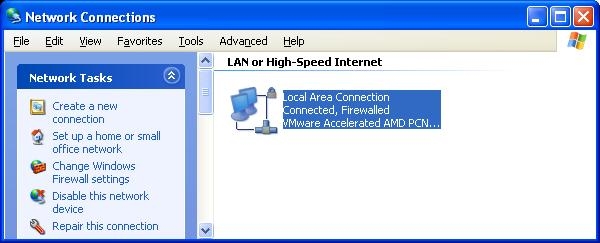 Network Connections
File Edit View Favorites Tools Advanced Help
Network Tasks
Create a new
connection
Set up a home or small
office network
Change Windows
Firewall settings
Disable this network
device
Repair this connection
LAN or High-Speed Internet
Local Area Connection
Connected, Firewalled
VMware Accelerated AMD PCN...